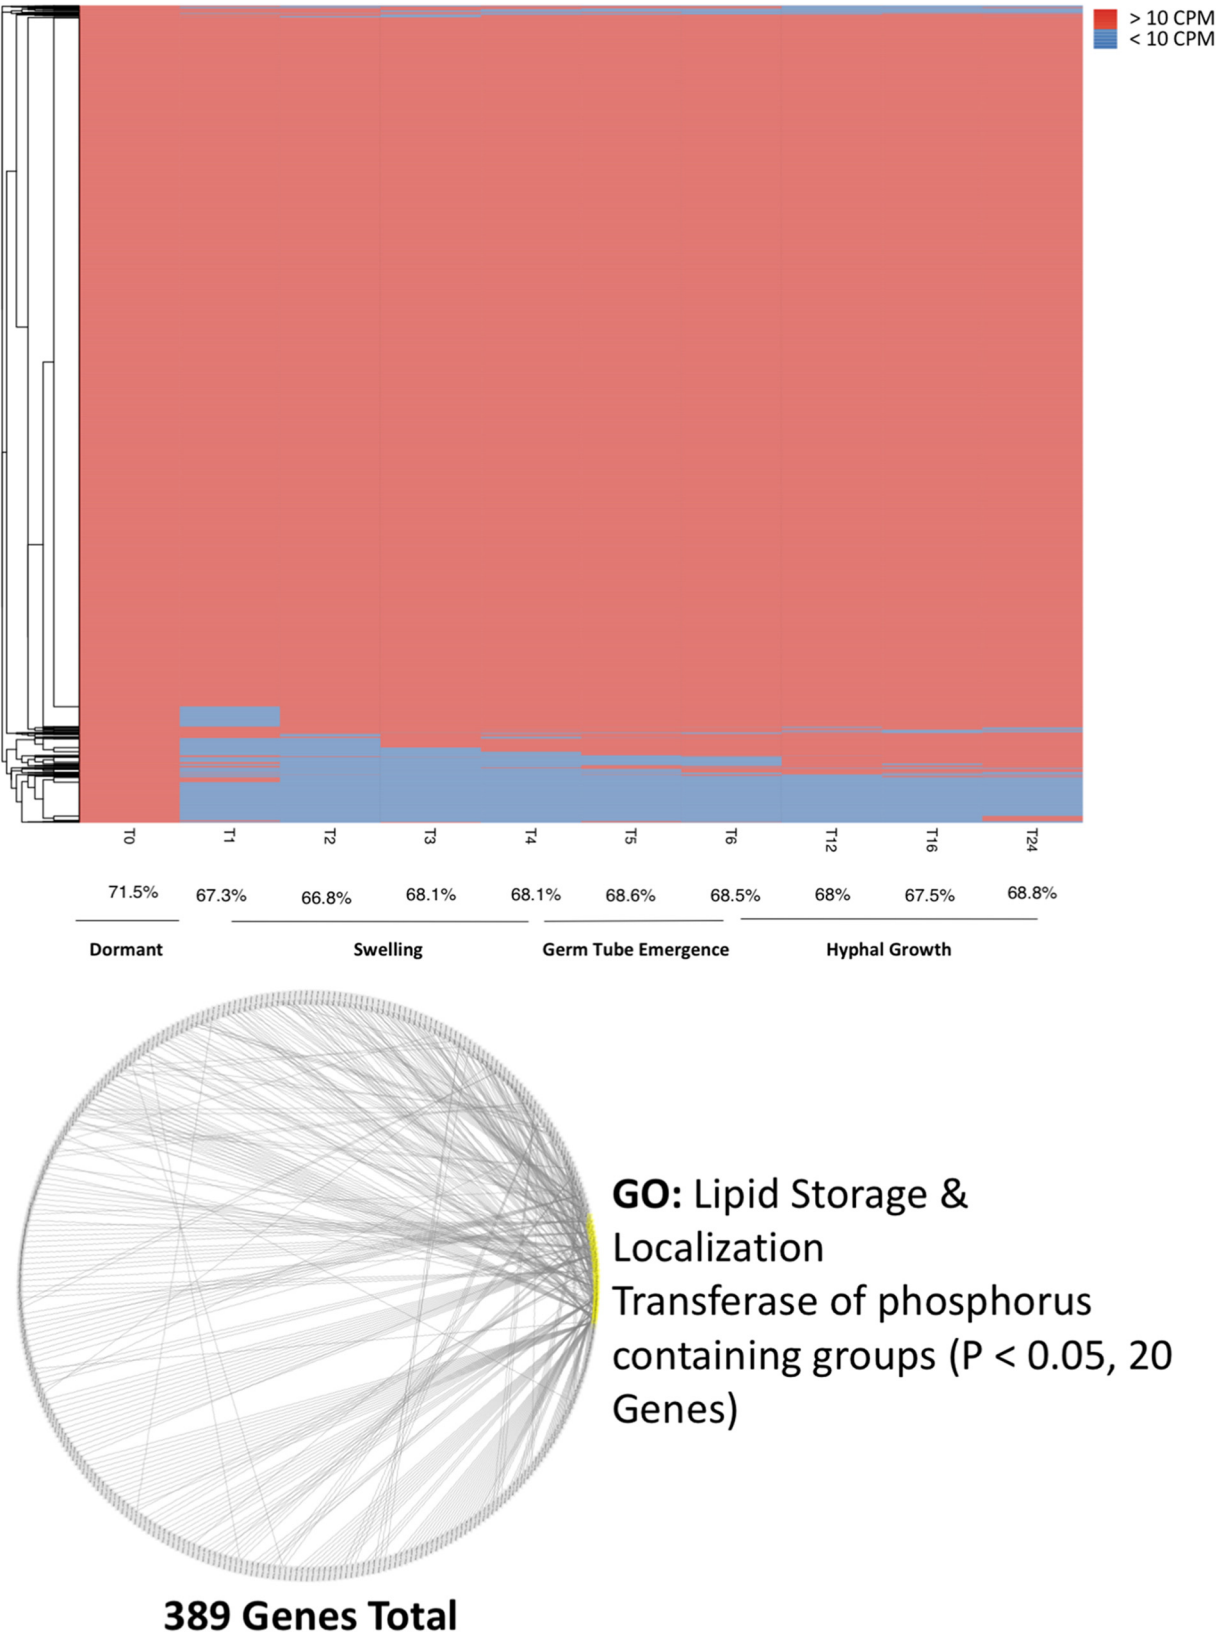 > 10 CPM
< 10 CPM
T0 T1 T2 T3 T4 T5 T6 T12 T16 T24
71.5% 67.3% 66.8% 68.1% 68.1% 68.6% 68.5% 68% 67.5% 68.8%
Dormant Swelling Germ Tube Emergence Hyphal Growth
GO: Lipid Storage &
Localization
Transferase of phosphorus
containing groups (P < 0.05, 20
Genes)
389 Genes Total